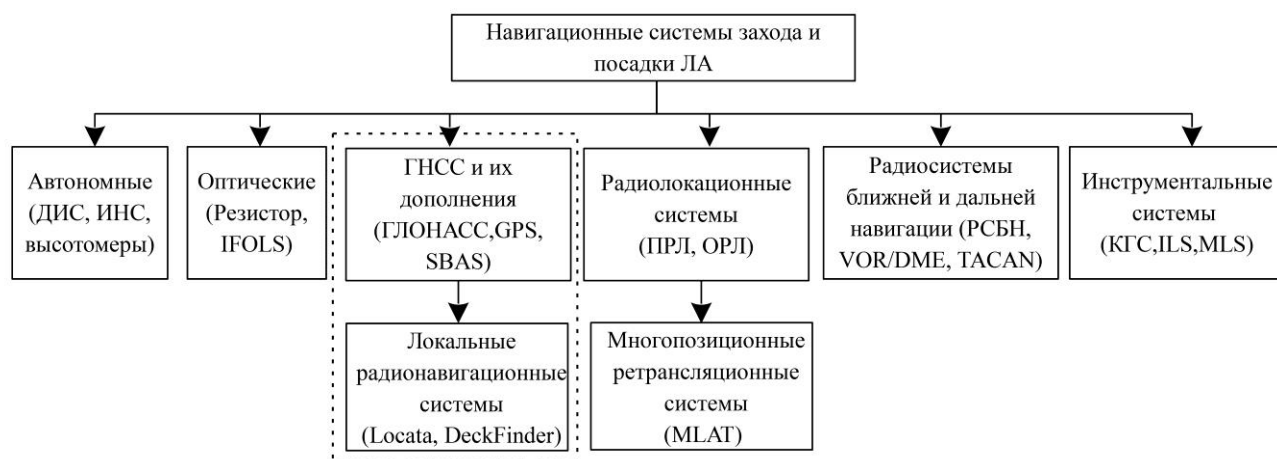 Навигационные системы захода и
посадки ЛА
Автономные
(ДИС, ИНС,
высотомеры)
Оптические
(Резистор,
IFOLS)
ГНСС и их
дополнения
(ГЛОНАСС,GPS,
SBAS)
Радиолокационные
системы
(ПРЛ, ОРЛ)
Радиосистемы
ближней и дальней
навигации (РСБН,
VOR/DME, TACAN)
Инструментальные
системы
(КГС,ILS,MLS)
Локальные
радионавигационные
системы
(Locata, DeckFinder)
Многопозиционные
ретрансляционные
системы
(MLAT)